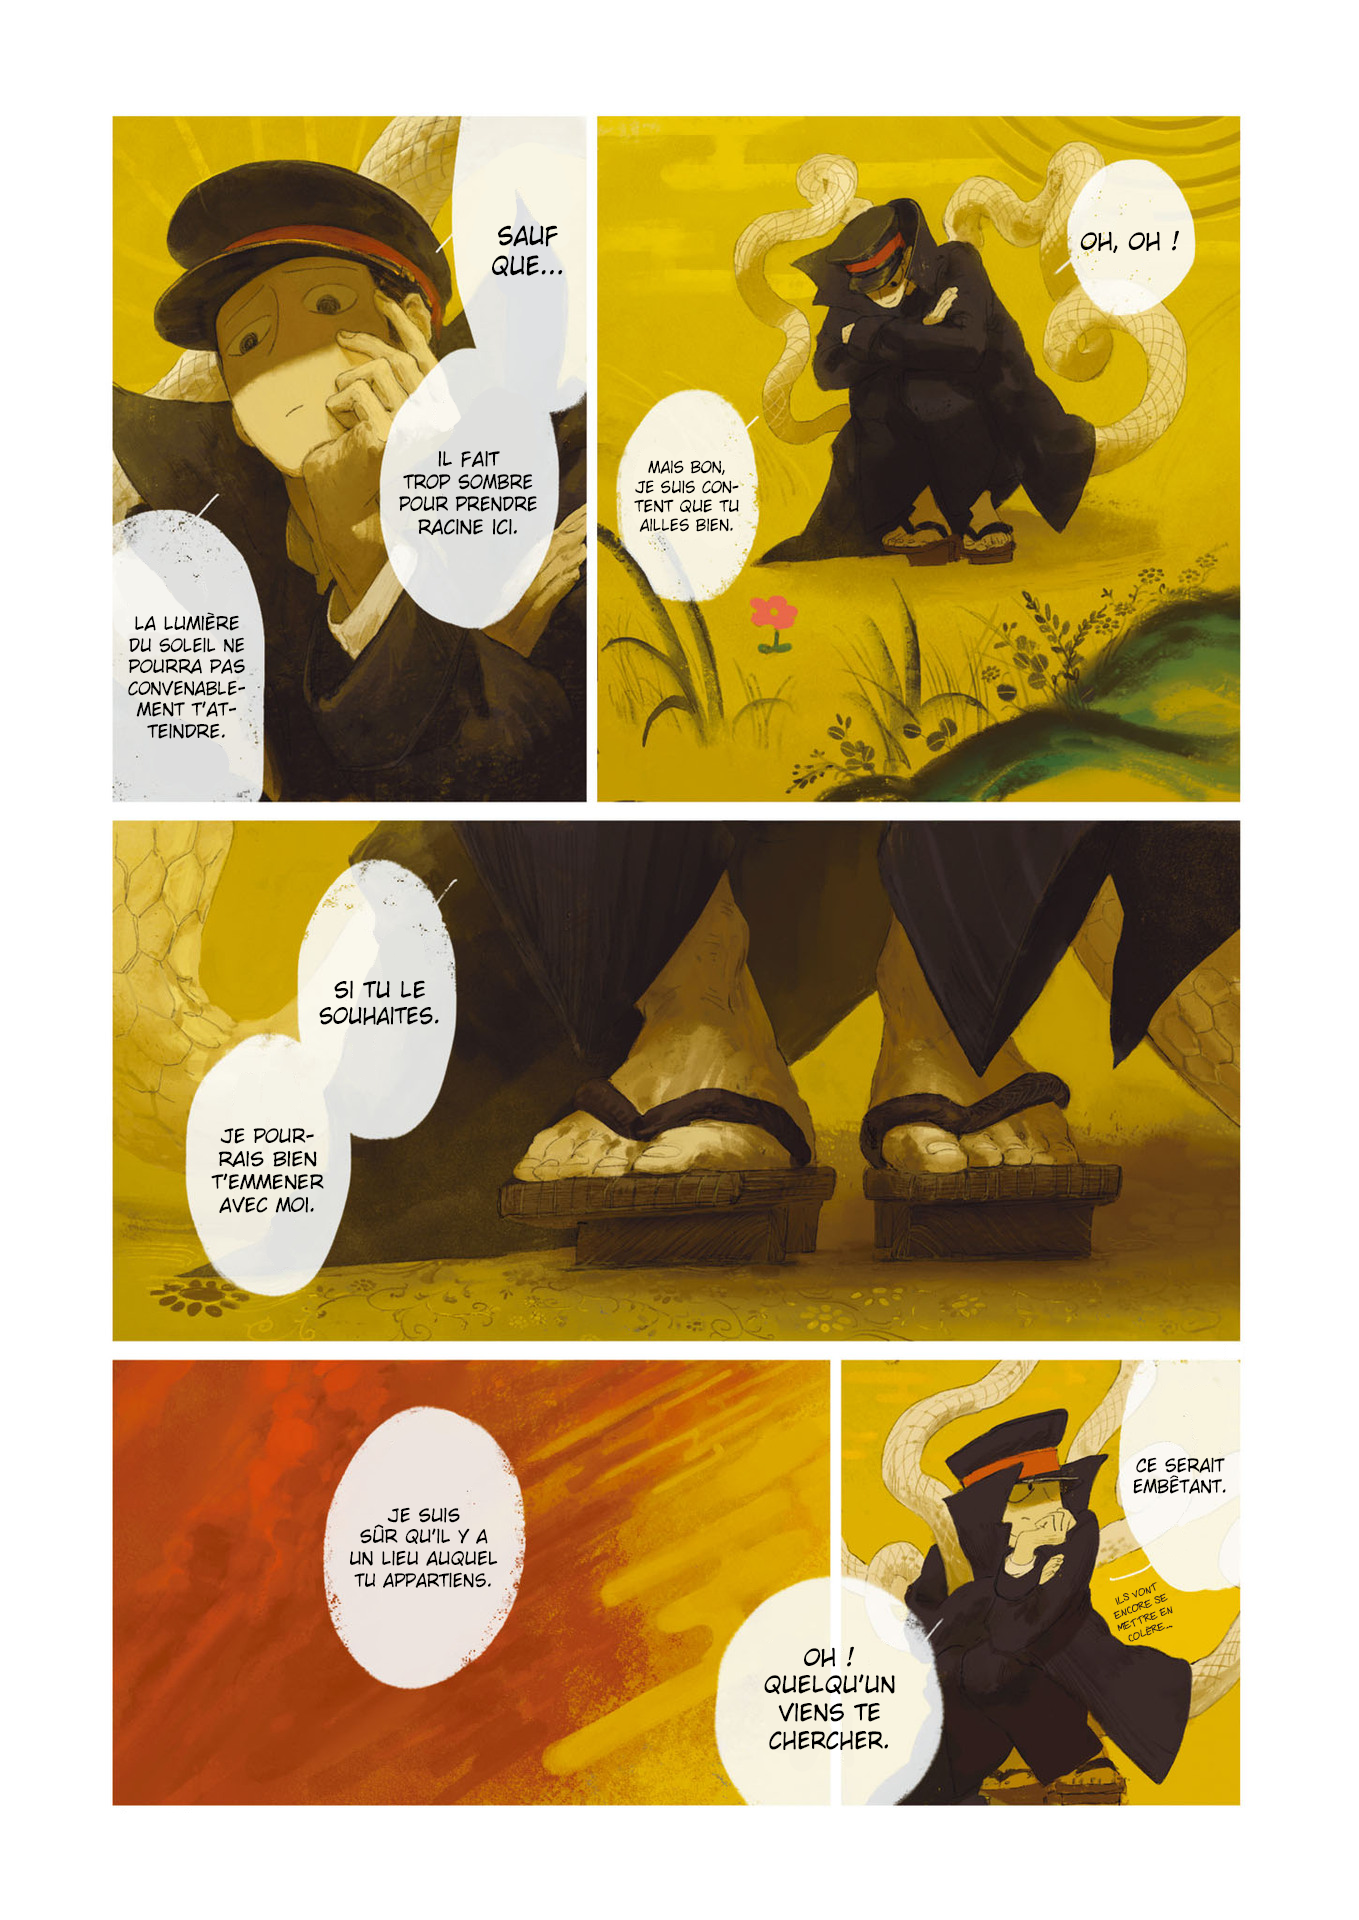 OH, OH !
MAIS BON,
JE SUIS CON-
TENT QUE TU
AILLES BIEN.
SAUF
QUE...
IL FAIT
TROP SOMBRE
POUR PRENDRE
RACINE ICI.
LA LUMIÈRE
DU SOLEIL NE
POURRA PAS
CONVENABLE-
MENT T'AT-
TEINDRE.
SI TU LE
SOUHAITES.
JE POUR-
RAIS BIEN
T'EMMENER
AVEC MOI.
CE SERAIT
EMBÊTANT.
ILS VONT
ENCORE SE
METTRE EN
COLÈRE...
OH !
QUELQU'UN
VIENS TE
CHERCHER.
JE SUIS
SÛR QU'IL Y A
UN LIEU AUQUEL
TU APPARTIENS.